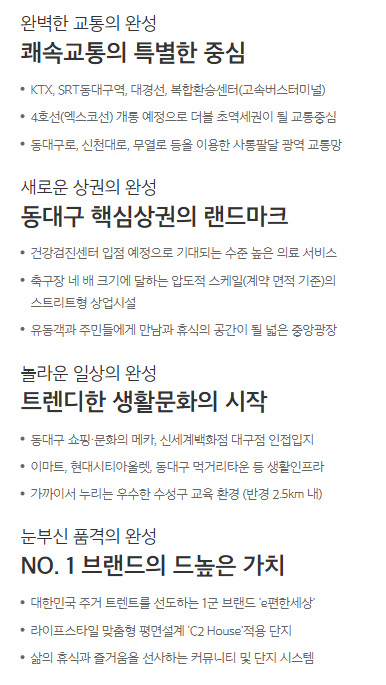 완벽한 교통의 완성
쾌속교통의 특별한 중심
• KTX, SRT동대구역, 대경선, 복합환승센터(고속버스터미널)
• 4호선(엑스코선) 개통 예정으로 더블 초역세권이 될 교통중심
• 동대구로, 신천대로, 무열로 등을 이용한 사통팔달 광역 교통망
새로운 상권의 완성
동대구 핵심상권의 랜드마크
• 건강검진센터 입점 예정으로 기대되는 수준 높은 의료 서비스
• 축구장 네 배 크기에 달하는 압도적 스케일(계약 면적 기준)의
스트리트형 상업시설
• 유동객과 주민들에게 만남과 휴식의 공간이 될 넓은 중앙광장
놀라운 일상의 완성
트렌디한 생활문화의 시작
• 동대구 쇼핑·문화의 메카, 신세계백화점 대구점 인접입지
• 이마트, 현대시티아울렛, 동대구 먹거리타운 등 생활인프라
• 가까이서 누리는 우수한 수성구 교육 환경 (반경 2.5km 내)
눈부신 품격의 완성
NO. 1 브랜드의 드높은 가치
• 대한민국 주거 트렌트를 선도하는 1군 브랜드 'e편한세상'
• 라이프스타일 맞춤형 평면설계 'C2 House'적용 단지
• 삶의 휴식과 즐거움을 선사하는 커뮤니티 및 단지 시스템